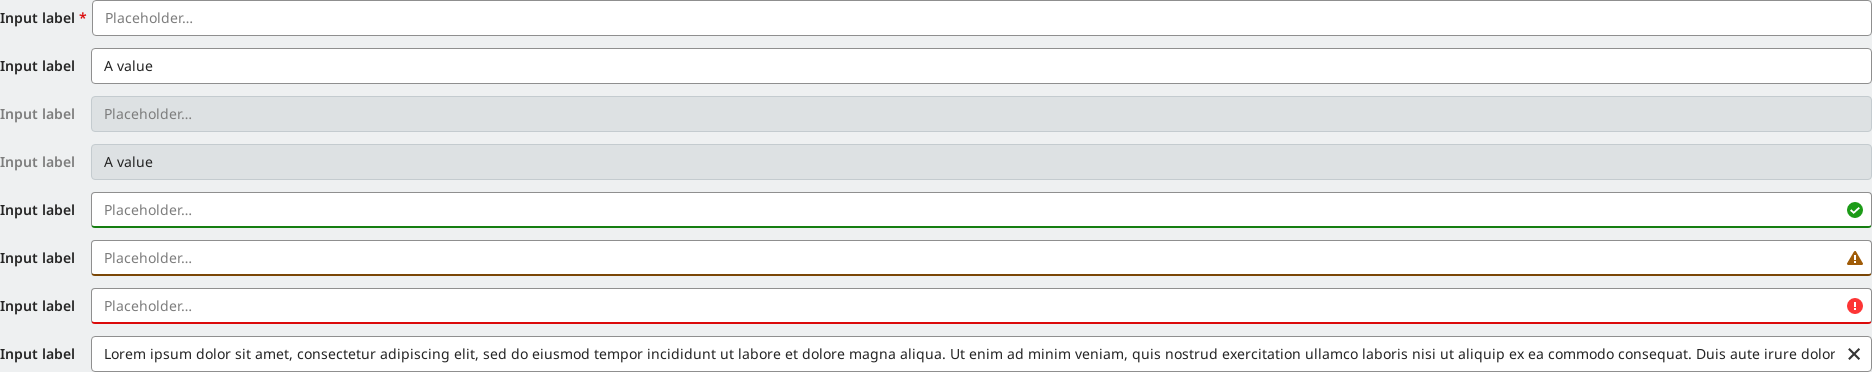 Input label * Placeholder...
Input label A value
Input label Placeholder...
Input label A value
Input label Placeholder...
Input label Placeholder...
Input label Placeholder...
Input label Lorem ipsum dolor sit amet, consectetur adipiscing elit, sed do eiusmod tempor incididunt ut labore et dolore magna aliqua. Ut enim ad minim veniam, quis nostrud exercitation ullamco laboris nisi ut aliquip ex ea commodo consequat. Duis aute irure dolor